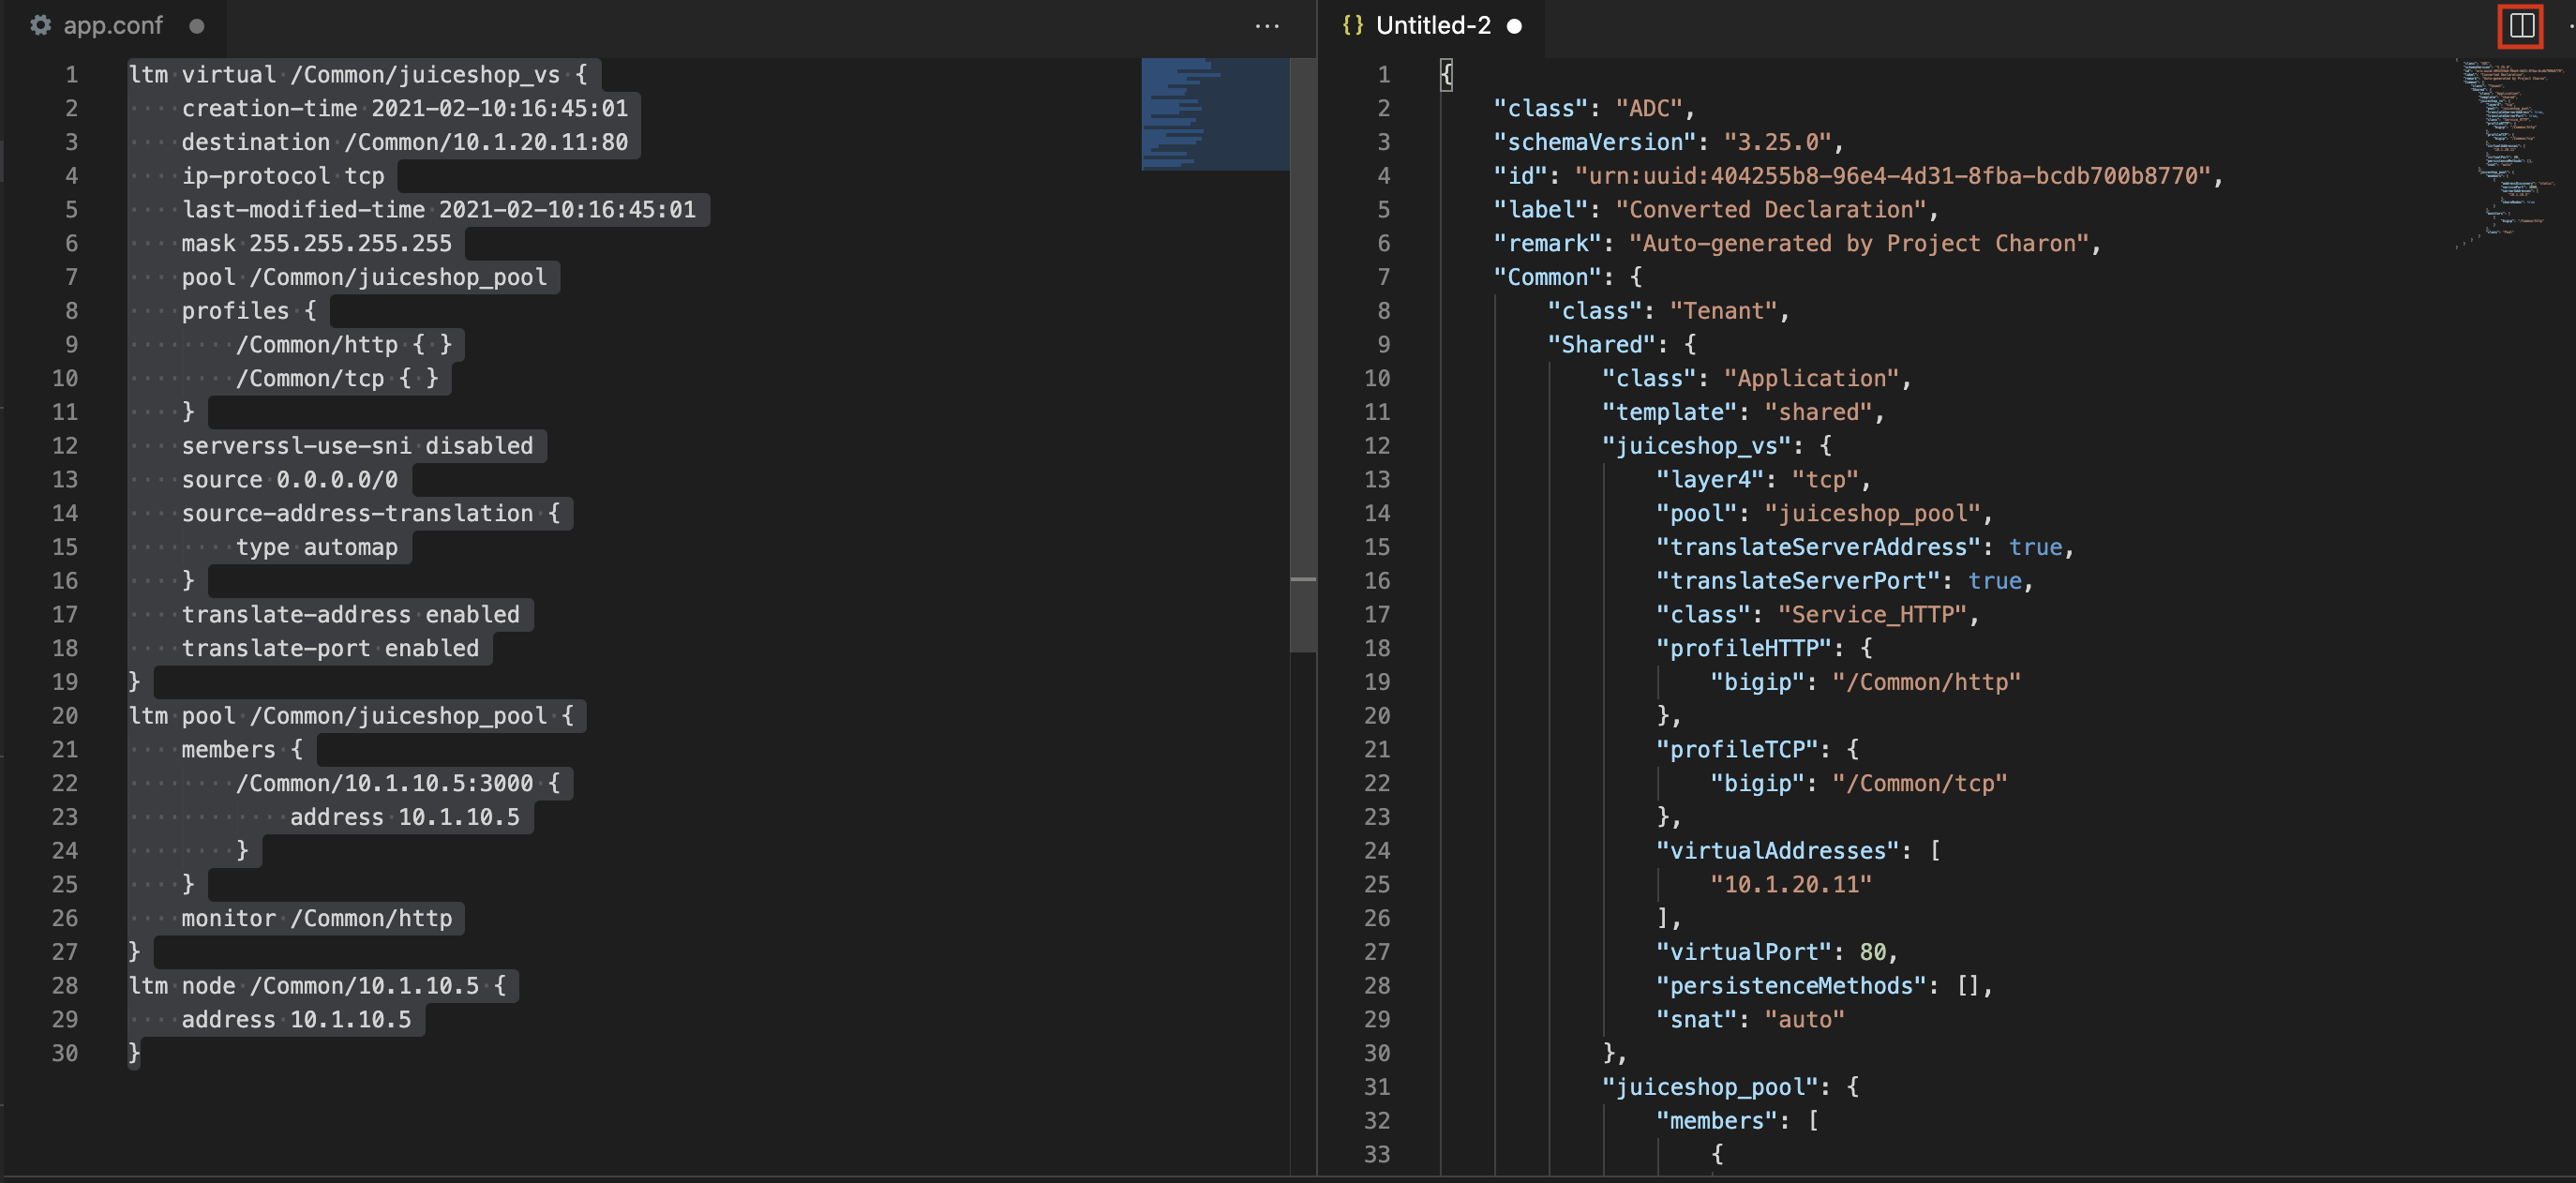 app.conf
1 ltm virtual /Common/juiceshop_vs {
2 creation-time 2021-02-10:16:45:01
3 destination /Common/10.1.20.11:80
4 ip-protocol tcp
5 last-modified-time 2021-02-10:16:45:01
6 mask 255.255.255.255
7 pool /Common/juiceshop_pool
8 profiles {
9 /Common/http { }
10 /Common/tcp { }
11 }
12 serverssl-use-sni disabled
13 source 0.0.0.0/0
14 source-address-translation {
15 type automap
16 }
17 translate-address enabled
18 translate-port enabled
19 }
20 ltm pool /Common/juiceshop_pool {
21 members {
22 /Common/10.1.10.5:3000 {
23 address 10.1.10.5
24 }
25 }
26 monitor /Common/http
27 }
28 ltm node /Common/10.1.10.5 {
29 address 10.1.10.5
30 }
{} Untitled-2
1 {
2 "class": "ADC",
3 "schemaVersion": "3.25.0",
4 "id": "urn:uuid:404255b8-96e4-4d31-8fba-bcdb700b8770",
5 "label": "Converted Declaration",
6 "remark": "Auto-generated by Project Charon",
7 "Common": {
8 "class": "Tenant",
9 "Shared": {
10 "class": "Application",
11 "template": "shared",
12 "juiceshop_vs": {
13 "layer4": "tcp",
14 "pool": "juiceshop_pool",
15 "translateServerAddress": true,
16 "translateServerPort": true,
17 "class": "Service_HTTP",
18 "profileHTTP": {
19 "bigip": "/Common/http"
20 },
21 "profileTCP": {
22 "bigip": "/Common/tcp"
23 },
24 "virtualAddresses": [
25 "10.1.20.11"
26 ],
27 "virtualPort": 80,
28 "persistenceMethods": [],
29 "snat": "auto"
30 },
31 "juiceshop_pool": {
32 "members": [
33 {